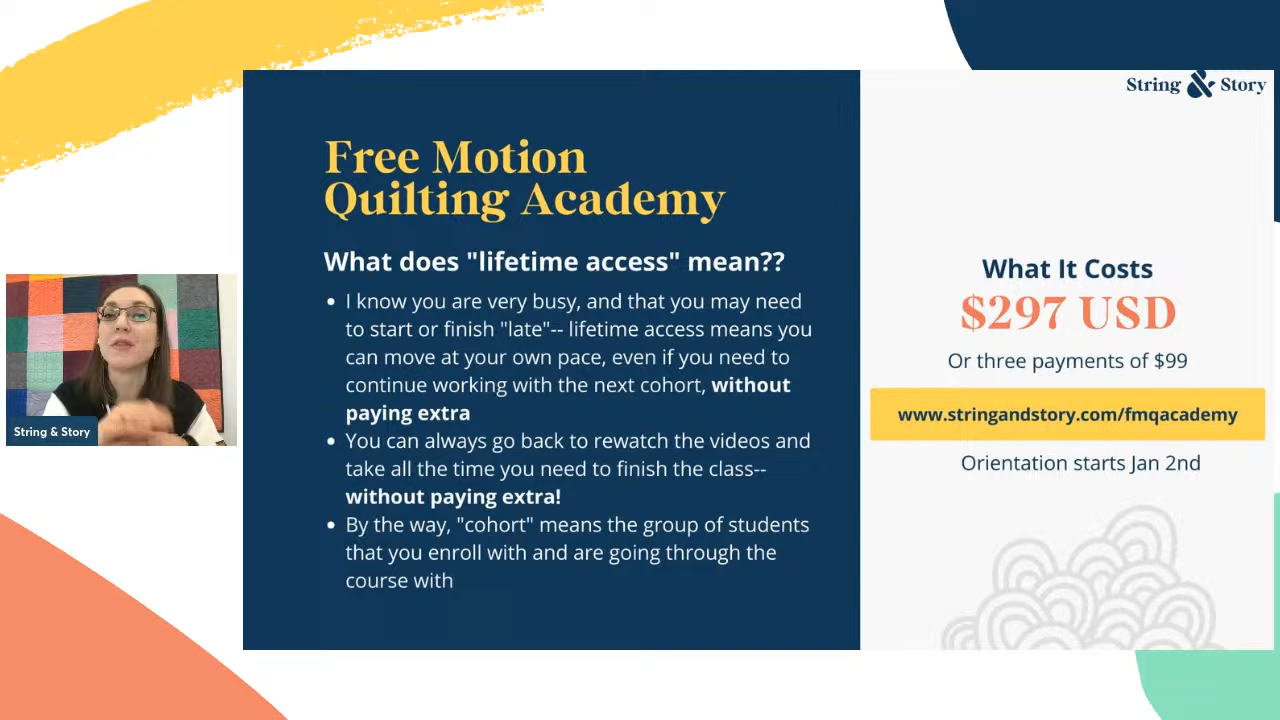 String & Story
Free Motion
Quilting Academy
What does "lifetime access" mean??
• I know you are very busy, and that you may need
to start or finish "late"-- lifetime access means you
can move at your own pace, even if you need to
continue working with the next cohort, without
paying extra
• You can always go back to rewatch the videos and
take all the time you need to finish the class--
without paying extra!
• By the way, "cohort" means the group of students
that you enroll with and are going through the
course with
What It Costs
$297 USD
Or three payments of $99
www.stringandstory.com/fmqacademy
Orientation starts Jan 2nd
String & Story